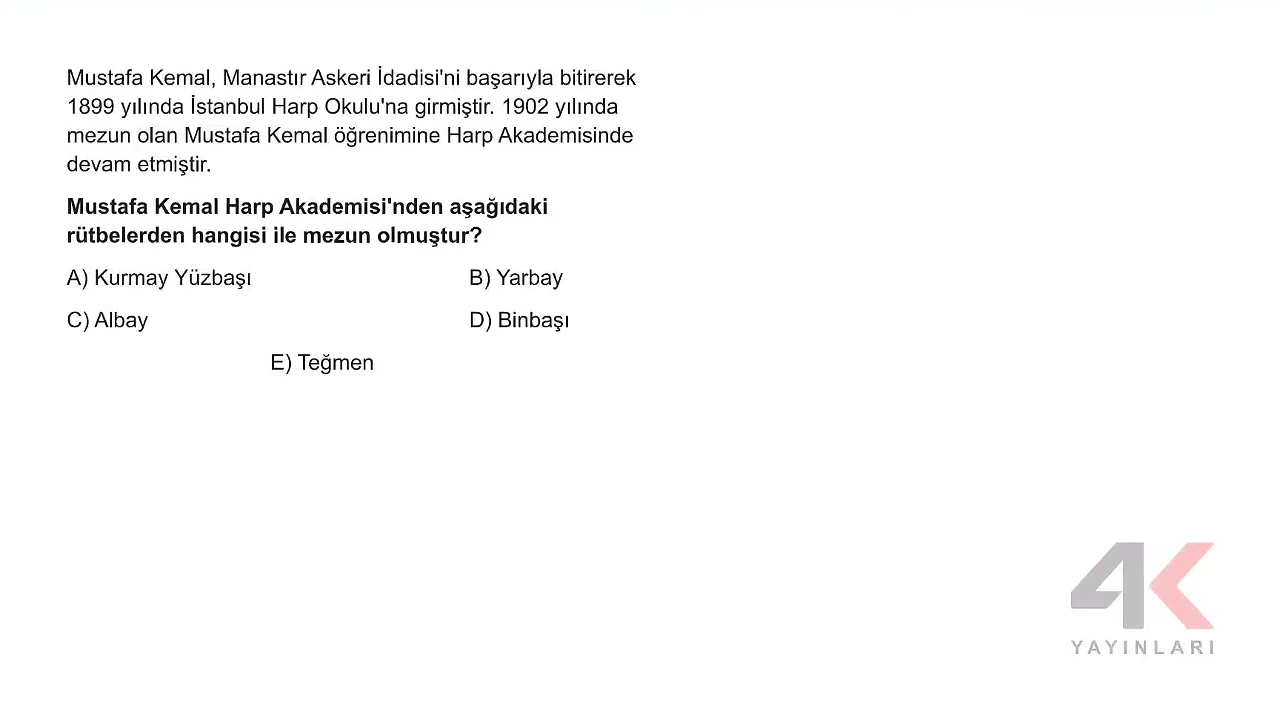 Mustafa Kemal, Manastır Askeri İdadisi'ni başarıyla bitirerek
1899 yılında İstanbul Harp Okulu'na girmiştir. 1902 yılında
mezun olan Mustafa Kemal öğrenimine Harp Akademisinde
devam etmiştir.
Mustafa Kemal Harp Akademisi'nden aşağıdaki
rütbelerden hangisi ile mezun olmuştur?
A) Kurmay Yüzbaşı B) Yarbay
C) Albay D) Binbaşı
E) Teğmen
4K
YAYINLARI